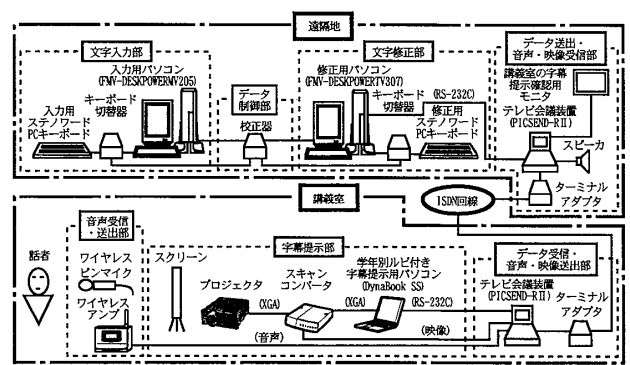 遠隔地
文字入力部
入力用パソコン
(FMV-DESKPOWERMV205)
キーボード
切替器
入力用
ステノワード
PCキーボード
データ
制御部
校正器
文字修正部
修正用パソコン
(FMV-DESKPOWERTV307)
キーボード
切替器
(RS-232C)
修正用
ステノワード
PCキーボード
データ送出・
音声・映像受信部
講義室の字幕
提示確認用
モニタ
テレビ会議装置
(PICSEND-RⅡ)
スピーカ
ターミナル
アダプタ
ISDN回線
講義室
話者
音声受信
・送出部
ワイヤレス
ピンマイク
ワイヤレス
アンプ
字幕提示部
スクリーン
プロジェクタ
(XGA)
スキャン
コンバータ
(XGA)
学年別ルビ付き
字幕提示用パソコン
(DynaBook SS)
(RS-232C)
(音声)
(映像)
データ受信・
音声・映像送出部
テレビ会議装置
(PICSEND-RⅡ)
ターミナル
アダプタ